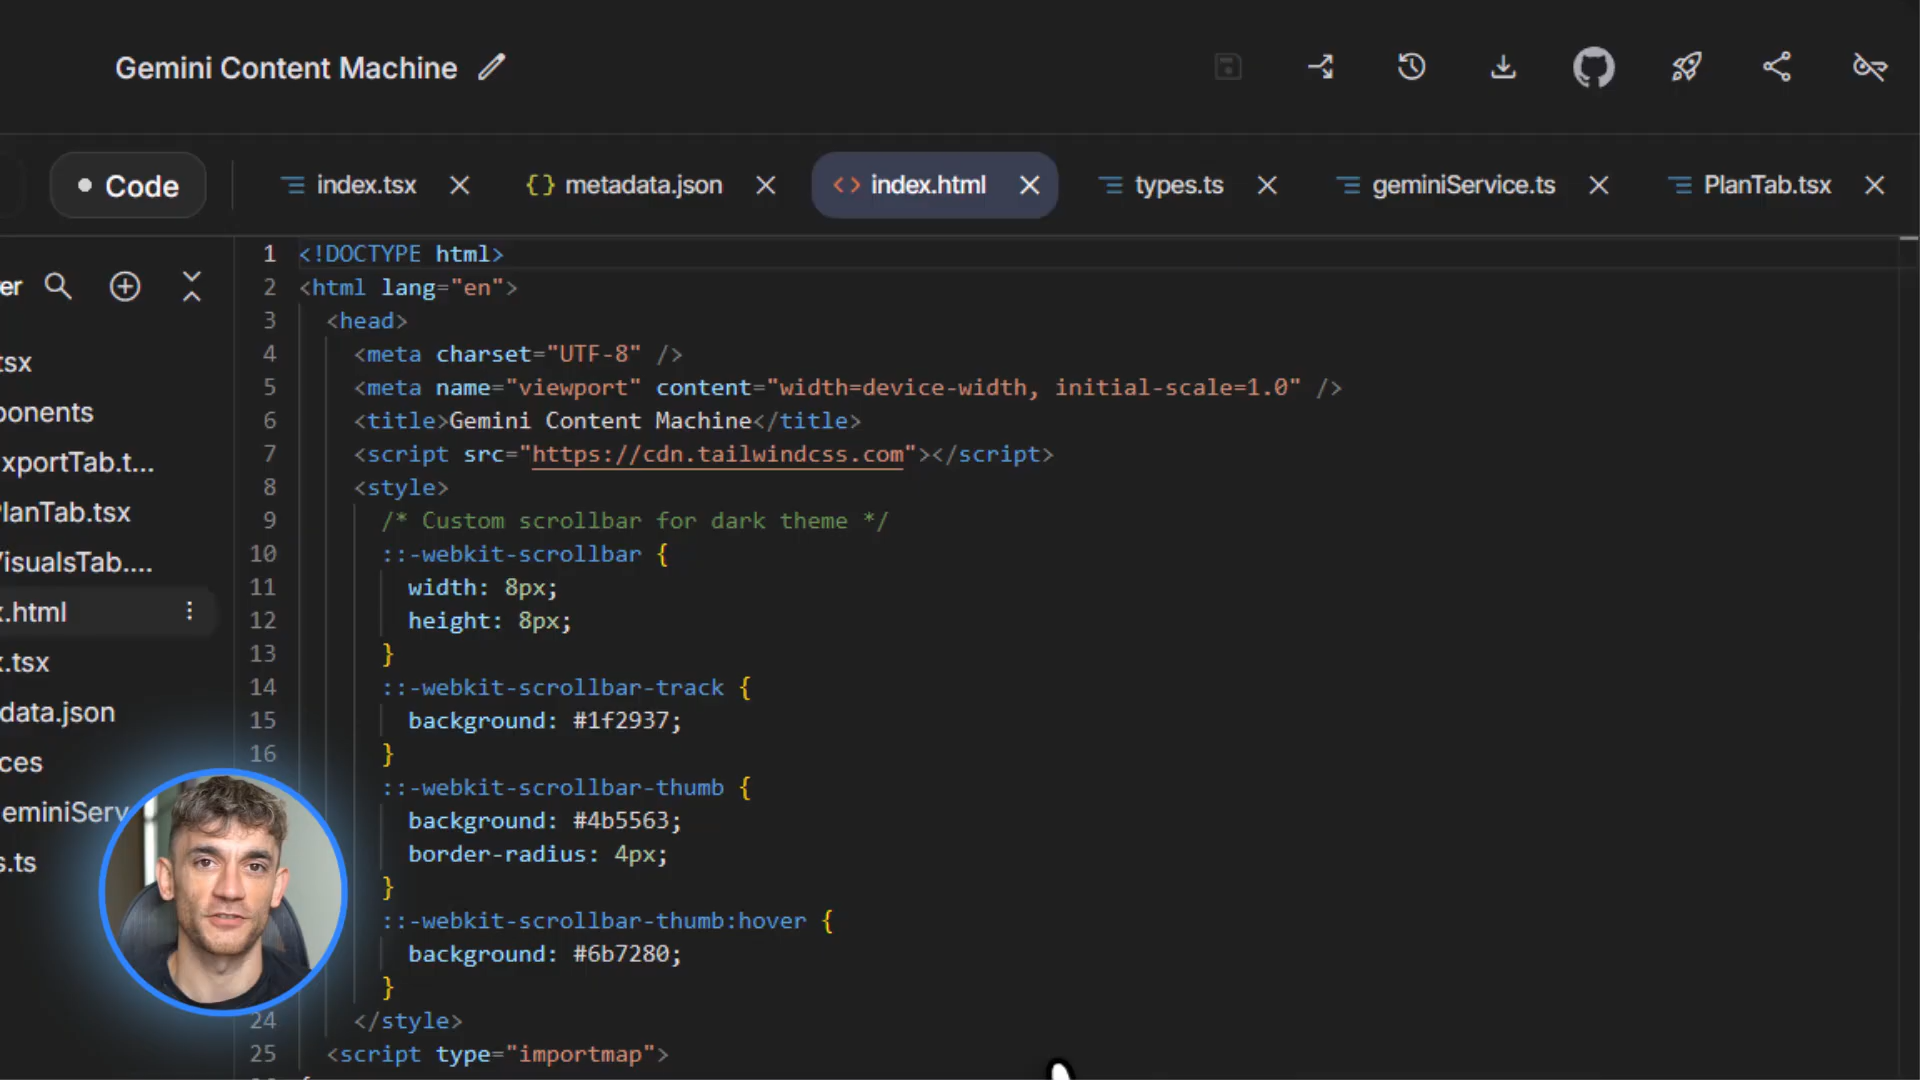 Gemini Content Machine
Code
index.tsx
metadata.json
index.html
types.ts
geminiService.ts
PlanTab.tsx
er
tsx
ponents
xportTab.t...
PlanTab.tsx
VisualsTab....
x.html
x.tsx
data.json
ces
eminiServ
s.ts
1 <!DOCTYPE html>
2 <html lang="en">
3 <head>
4 <meta charset="UTF-8" />
5 <meta name="viewport" content="width=device-width, initial-scale=1.0" />
6 <title>Gemini Content Machine</title>
7 <script src="https://cdn.tailwindcss.com"></script>
8 <style>
9 /* Custom scrollbar for dark theme */
10 ::-webkit-scrollbar {
11 width: 8px;
12 height: 8px;
13 }
14 ::-webkit-scrollbar-track {
15 background: #1f2937;
16 }
::-webkit-scrollbar-thumb {
background: #4b5563;
border-radius: 4px;
}
::-webkit-scrollbar-thumb:hover {
background: #6b7280;
}
24 </style>
25 <script type="importmap">